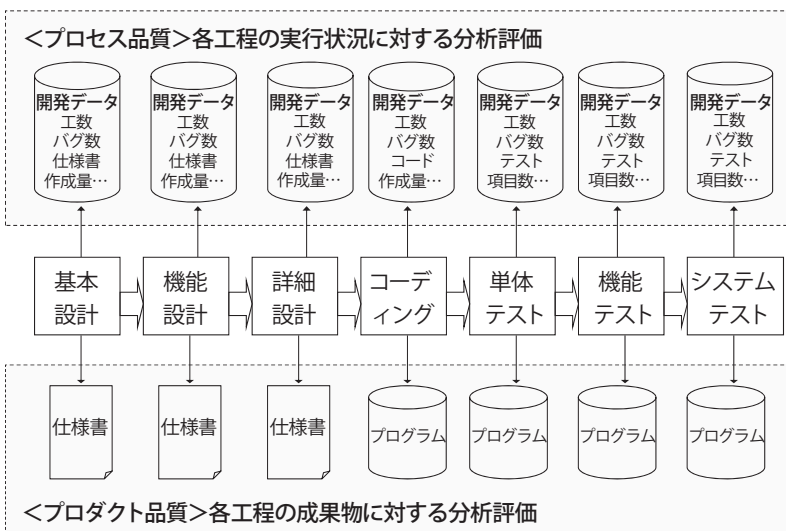 <プロセス品質>各工程の実行状況に対する分析評価
開発データ
工数
バグ数
仕様書
作成量…
開発データ
工数
バグ数
仕様書
作成量…
開発データ
工数
バグ数
仕様書
作成量…
開発データ
工数
バグ数
コード
作成量…
開発データ
工数
バグ数
テスト
項目数…
開発データ
工数
バグ数
テスト
項目数…
開発データ
工数
バグ数
テスト
項目数…
基本
設計
機能
設計
詳細
設計
コーデ
ィング
単体
テスト
機能
テスト
システム
テスト
仕様書
仕様書
仕様書
プログラム
プログラム
プログラム
プログラム
<プロダクト品質>各工程の成果物に対する分析評価